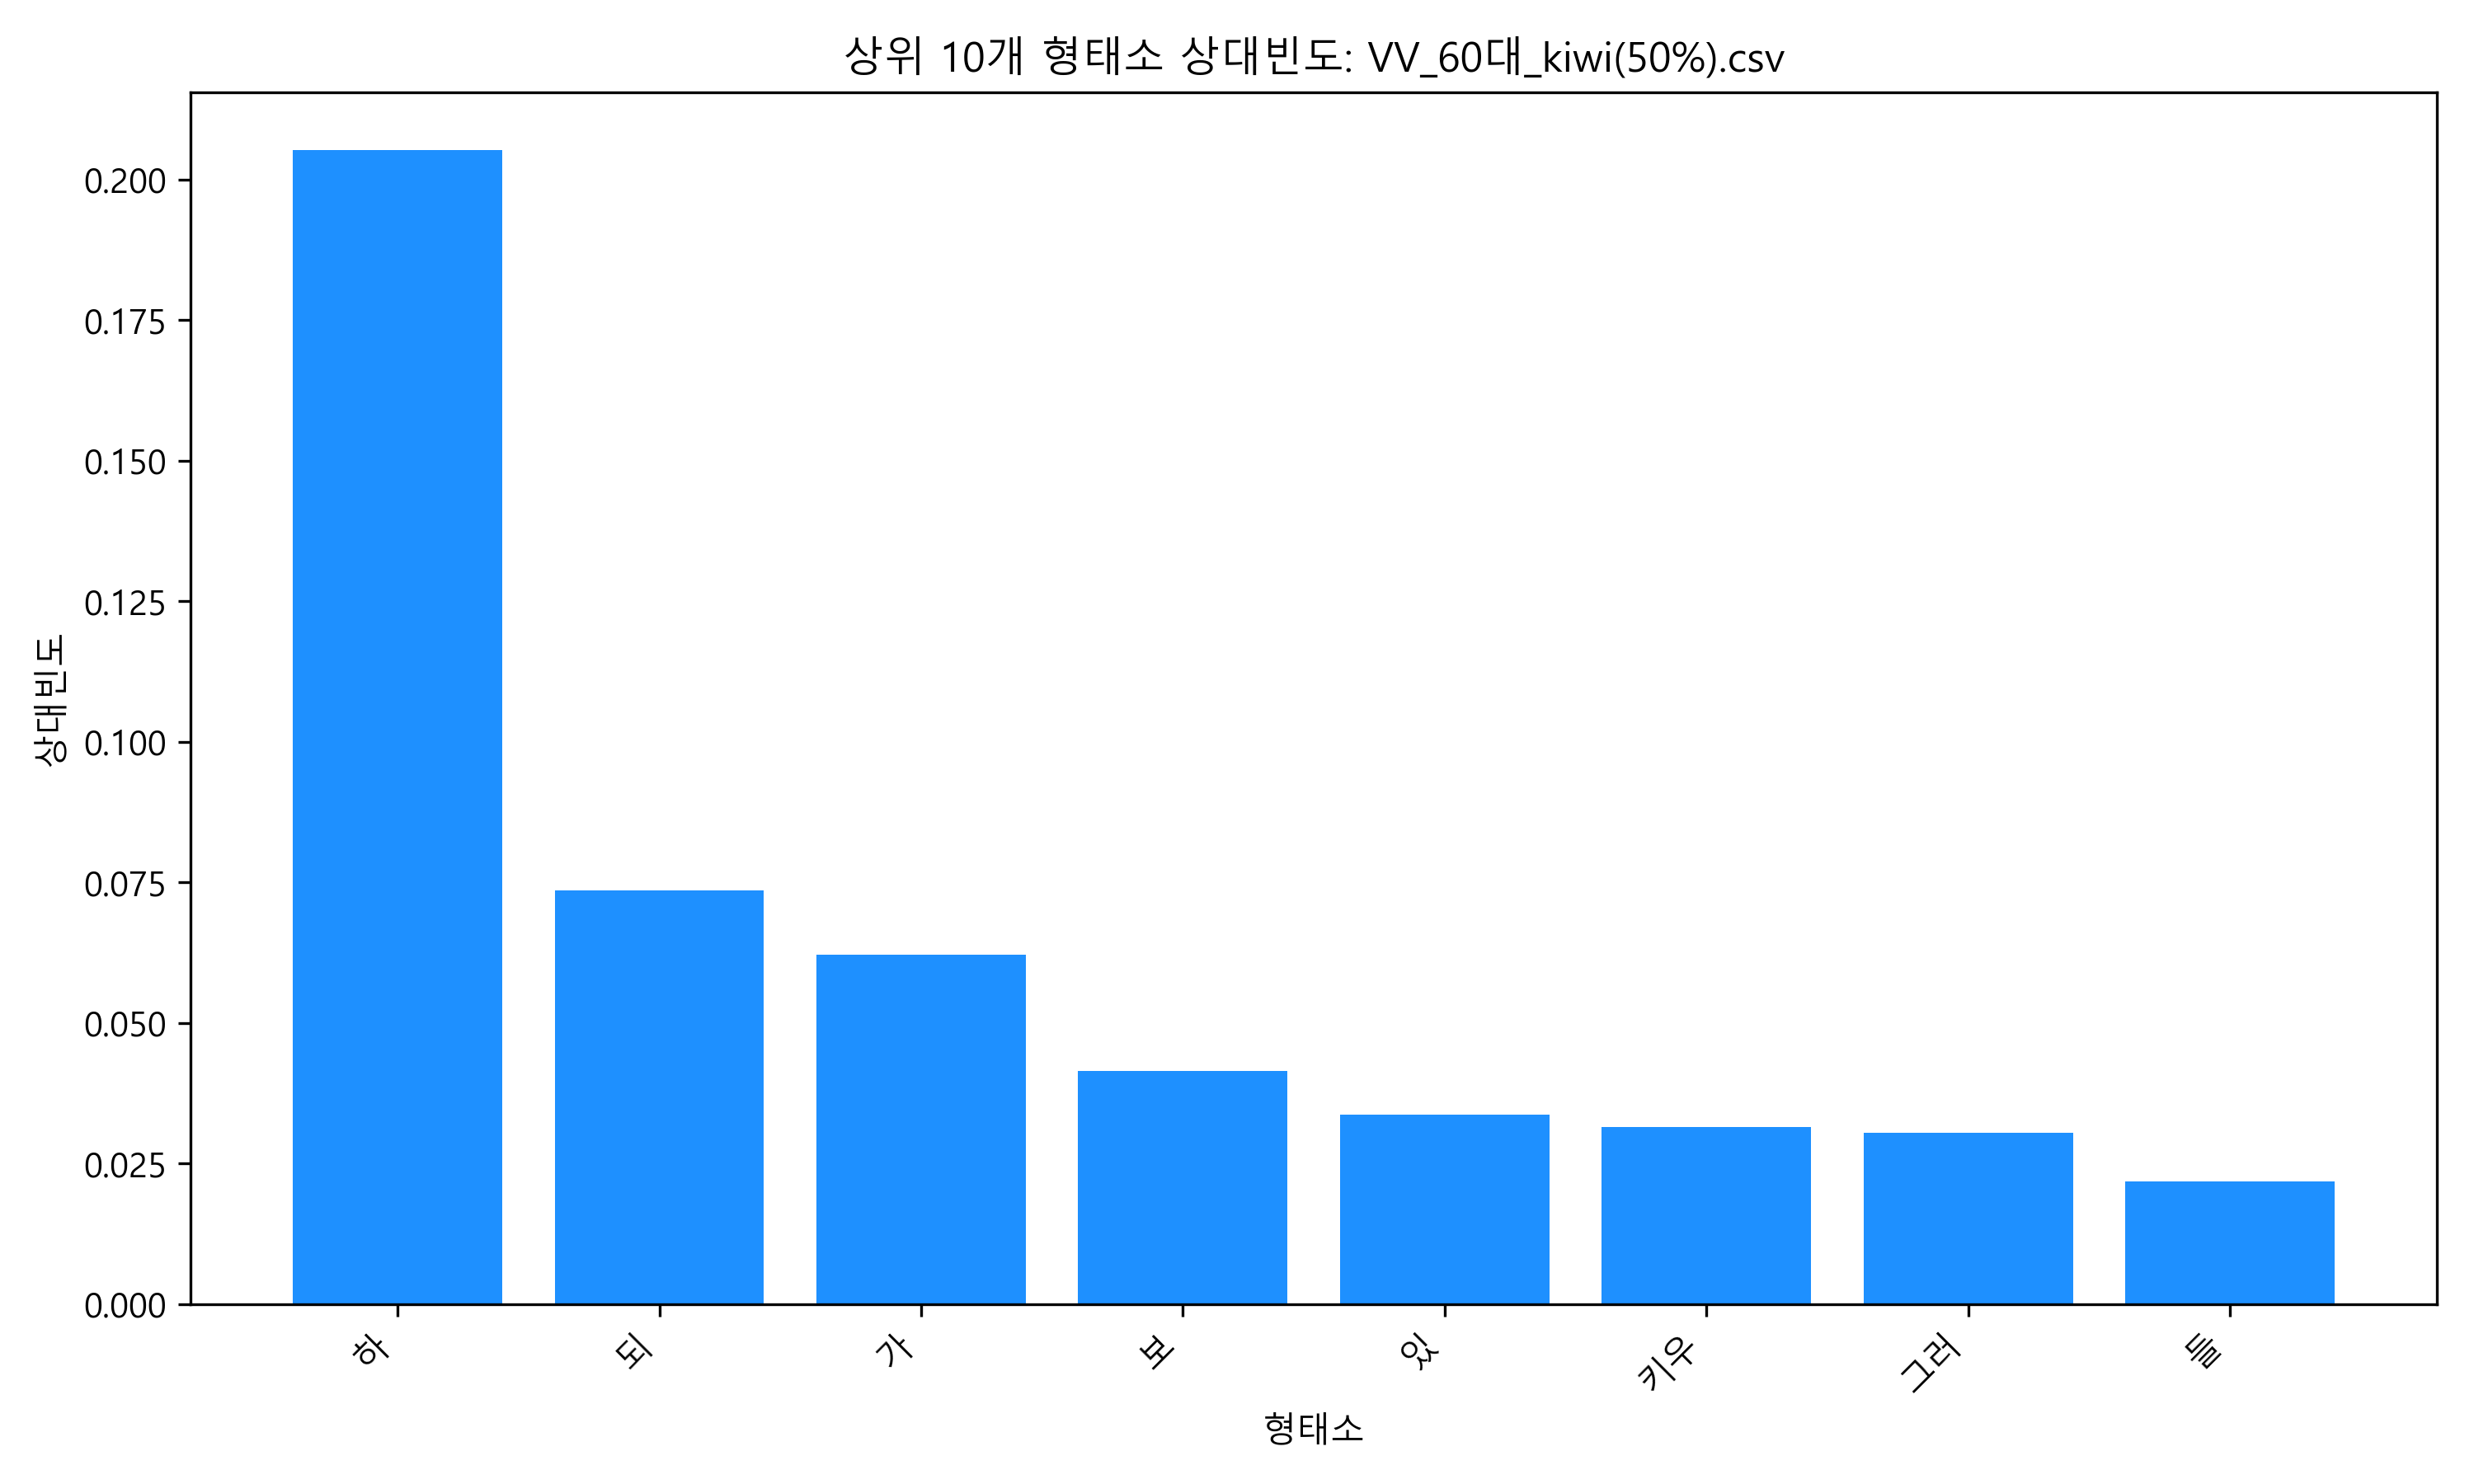 상위 10개 형태소 상대빈도: VV_60대_kiwi(50%).csv
상대빈도
0.200
0.175
0.150
0.125
0.100
0.075
0.050
0.025
0.000
하
되
가
보
있
키우
그러
들
형태소